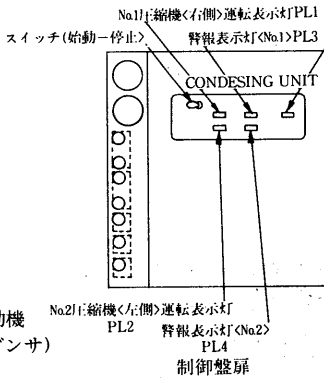 No.1圧縮機<右側>運転表示灯PL1
スイッチ(始動－停止>
警報表示灯<No.1>PL3
CONDESING UNIT
動機
デンサ)
No.2圧縮機<左側>運転表示灯
PL2
警報表示灯<No.2>
PL4
制御盤扉